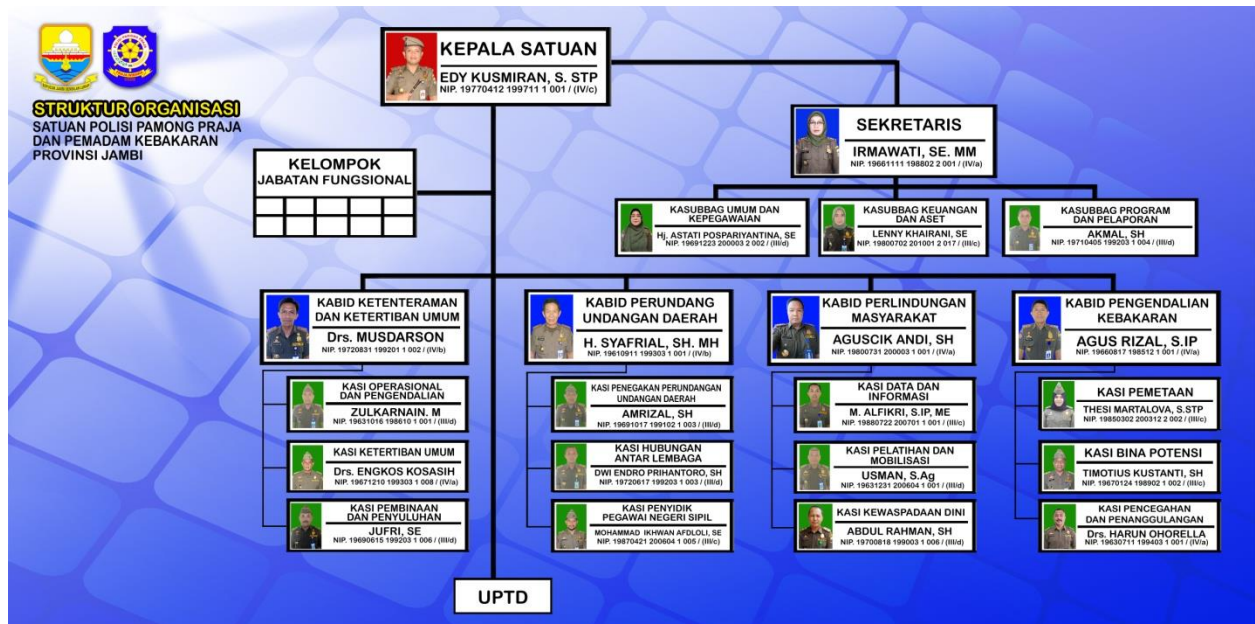 STRUKTUR ORGANISASI
SATUAN POLISI PAMONG PRAJA
DAN PEMADAM KEBAKARAN
PROVINSI JAMBI
KEPALA SATUAN
EDY KUSMIRAN, S. STP
NIP. 19770412 199711 1 001 / (IV/c)
SEKRETARIS
IRMAWATI, SE. MM
NIP. 19661111 198802 2 001 / (IV/a)
KELOMPOK
JABATAN FUNGSIONAL
KASUBBAG UMUM DAN
KEPEGAWAIAN
Hj. ASTATI POSPARIYANTINA, SE
NIP. 19691223 200003 2 002 / (III/d)
KASUBBAG KEUANGAN
DAN ASET
LENNY KHAIRANI, SE
NIP. 19800702 201001 2 017 / (III/c)
KASUBBAG PROGRAM
DAN PELAPORAN
AKMAL, SH
NIP. 19710405 199203 1 004 / (III/d)
KABID KETENTERAMAN
DAN KETERTIBAN UMUM
Drs. MUSDARSON
NIP. 19720831 199201 1 002 / (IV/b)
KABID PERUNDANG
UNDANGAN DAERAH
H. SYAFRIAL, SH. MH
NIP. 19610911 199303 1 001 / (IV/b)
KABID PERLINDUNGAN
MASYARAKAT
AGUSCIK ANDI, SH
NIP. 19800731 200003 1 001 / (IV/a)
KABID PENGENDALIAN
KEBAKARAN
AGUS RIZAL, S.IP
NIP. 19660817 198512 1 001 / (IV/a)
KASI OPERASIONAL
DAN PENGENDALIAN
ZULKARNAIN. M
NIP. 19631016 198610 1 001 / (III/d)
KASI PENEGAKAN PERUNDANGAN
UNDANGAN DAERAH
AMRIZAL, SH
NIP. 19691017 199102 1 003 / (III/d)
KASI DATA DAN
INFORMASI
M. ALFIKRI, S.IP, ME
NIP. 19880722 200701 1 001 / (III/c)
KASI PEMETAAN
THESI MARTALOVA, S.STP
NIP. 19850302 200312 2 002 / (III/c)
KASI KETERTIBAN UMUM
Drs. ENGKOS KOSASIH
NIP. 19671210 199303 1 008 / (IV/a)
KASI HUBUNGAN
ANTAR LEMBAGA
DWI ENDRO PRIHANTORO, SH
NIP. 19720617 199203 1 003 / (III/d)
KASI PELATIHAN DAN
MOBILISASI
USMAN, S.Ag
NIP. 19631231 200604 1 001 / (III/d)
KASI BINA POTENSI
TIMOTIUS KUSTANTI, SH
NIP. 19670124 198902 1 002 / (III/c)
KASI PEMBINAAN
DAN PENYULUHAN
JUFRI, SE
NIP. 19690615 199203 1 006 / (III/d)
KASI PENYIDIK
PEGAWAI NEGERI SIPIL
MOHAMMAD IKHWAN AFDLOLI, SE
NIP. 19870421 200604 1 005 / (III/c)
KASI KEWASPADAAN DINI
ABDUL RAHMAN, SH
NIP. 19700818 199003 1 006 / (III/d)
KASI PENCEGAHAN
DAN PENANGGULANGAN
Drs. HARUN OHORELLA
NIP. 19630711 199403 1 001 / (IV/a)
UPTD